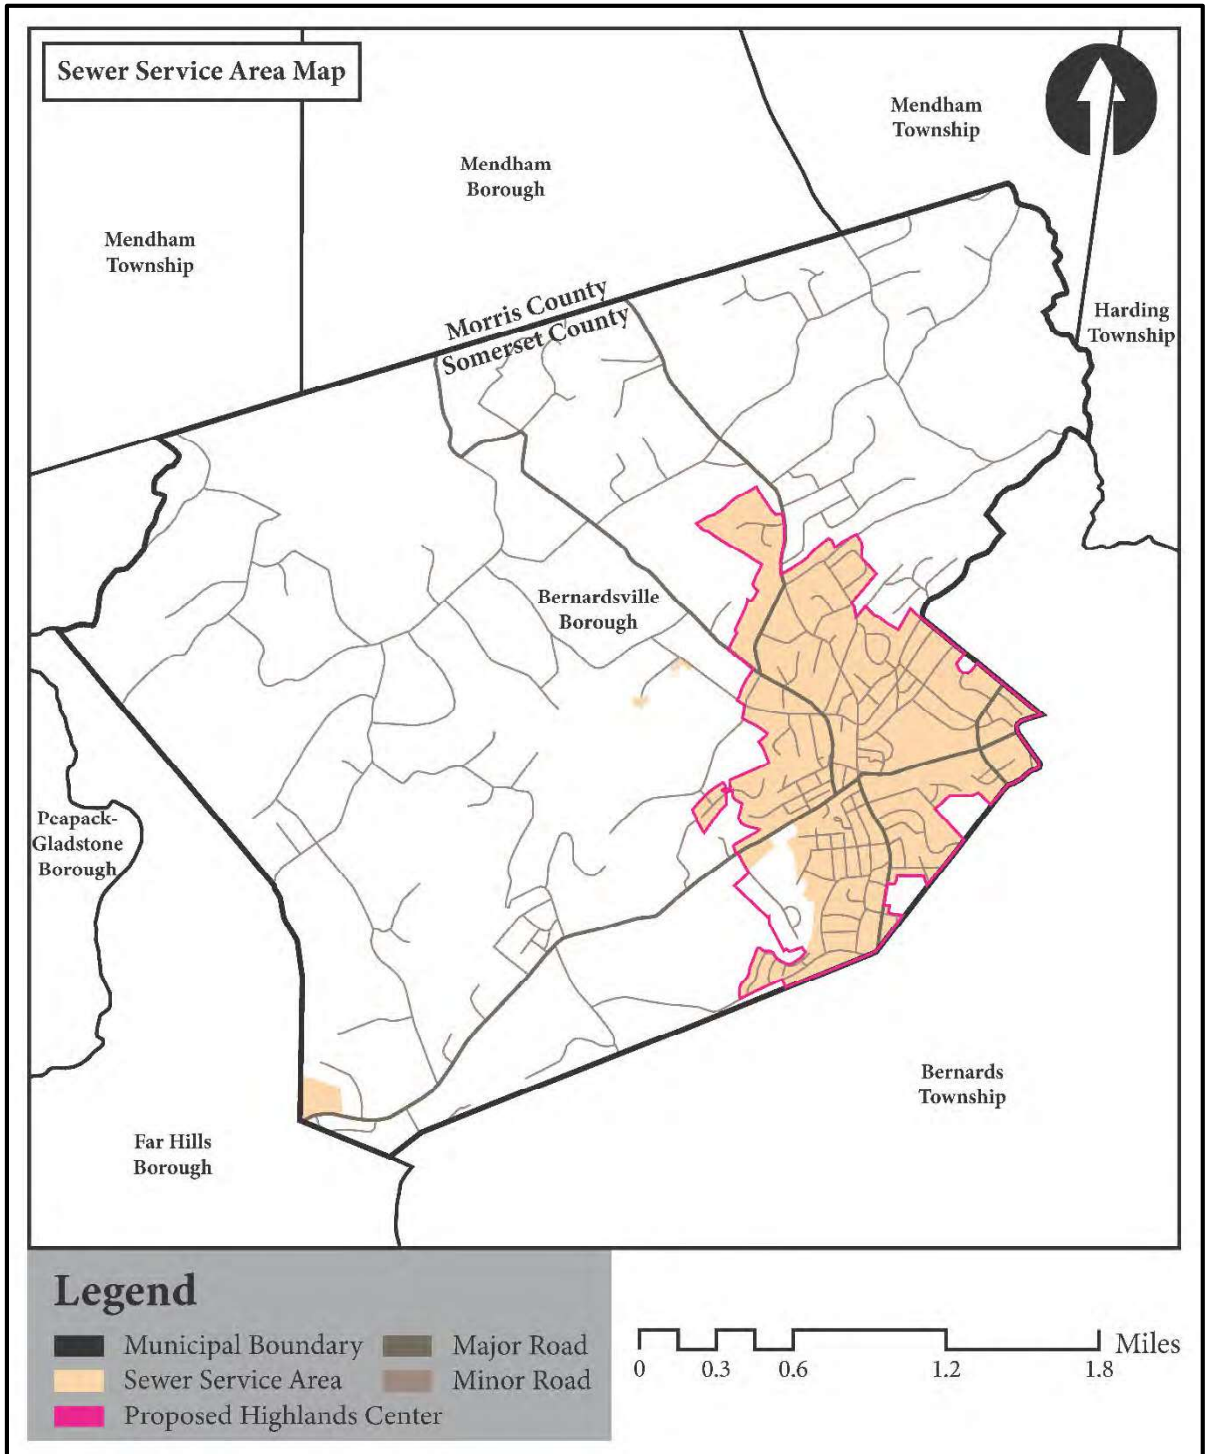 Sewer Service Area Map
Mendham
Township
Mendham
Borough
Mendham
Township
Harding
Township
Morris County
Somerset County
Bernardsville
Borough
Peapack-
Gladstone
Borough
Bernards
Township
Far Hills
Borough
Legend
Municipal Boundary
Major Road
Sewer Service Area
Minor Road
Proposed Highlands Center
Miles
0 0.3 0.6 1.2 1.8